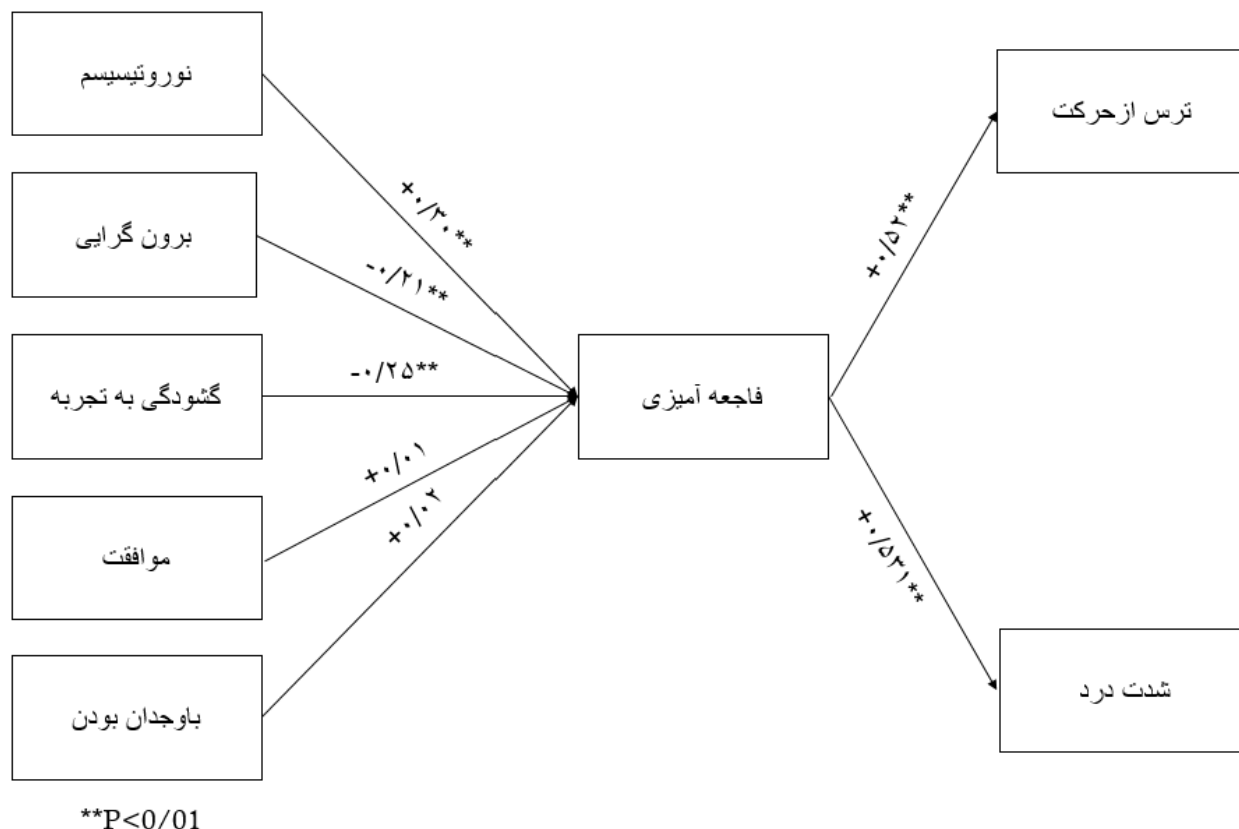 نوروتیسیسم
برون گرایی
گشودگی به تجربه
موافقت
باوجدان بودن
+۰/۳۰**
-۰/۲۱**
-۰/۲۵**
+۰/۰۱
+۰/۰۲
فاجعه آمیزی
+۰/۵۲**
+۰/۵۳۱**
ترس ازحرکت
شدت درد
**P<0/01